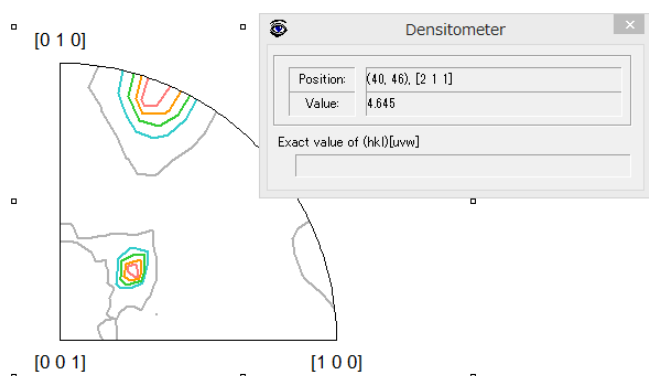 [0 1 0]
Densitometer
Position: (40, 46), [2 1 1]
Value: 4.645
Exact value of (hkl)[uvw]
[0 0 1]
[1 0 0]